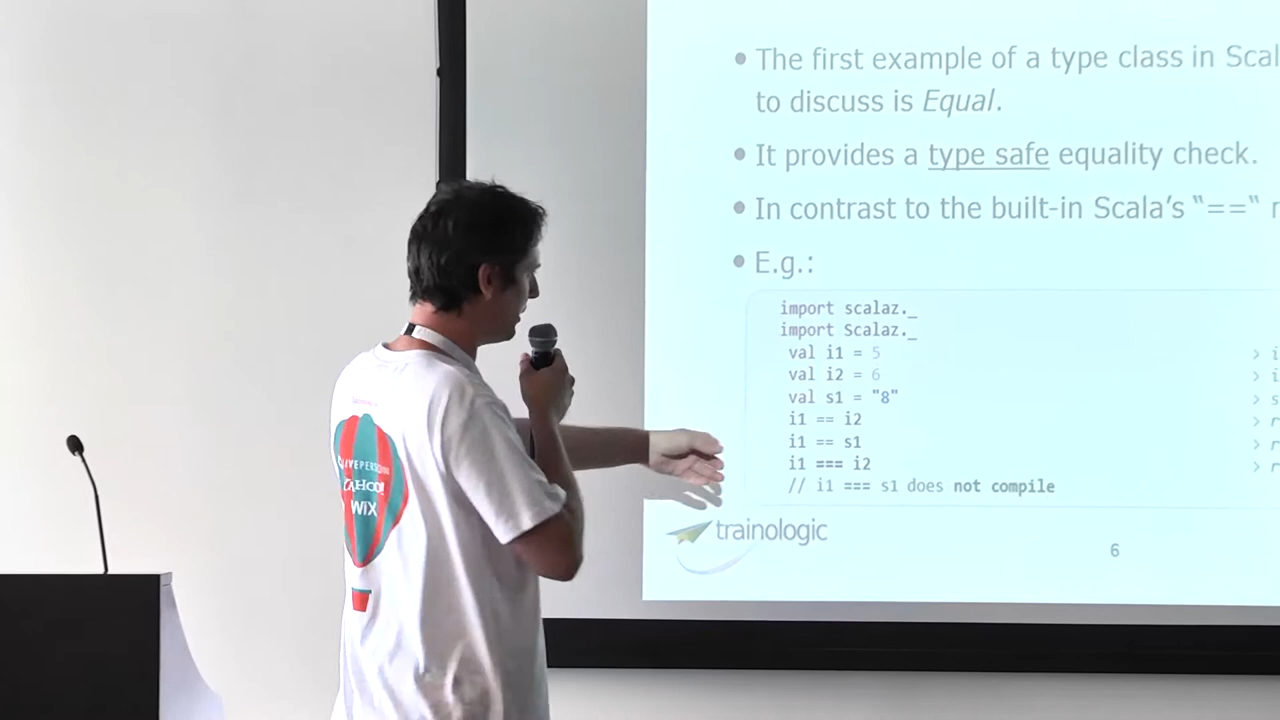 • The first example of a type class in Scal
to discuss is Equal.
• It provides a type safe equality check.
• In contrast to the built-in Scala's "=="
• E.g.:
import scalaz._
import Scalaz._
val i1 = 5
val i2 = 6
val s1 = "8"
i1 == i2
i1 == s1
i1 === i2
// i1 === s1 does not compile
> i
> i
> s
> r
> r
> r
trainologic
6
YAHOO!
WiX